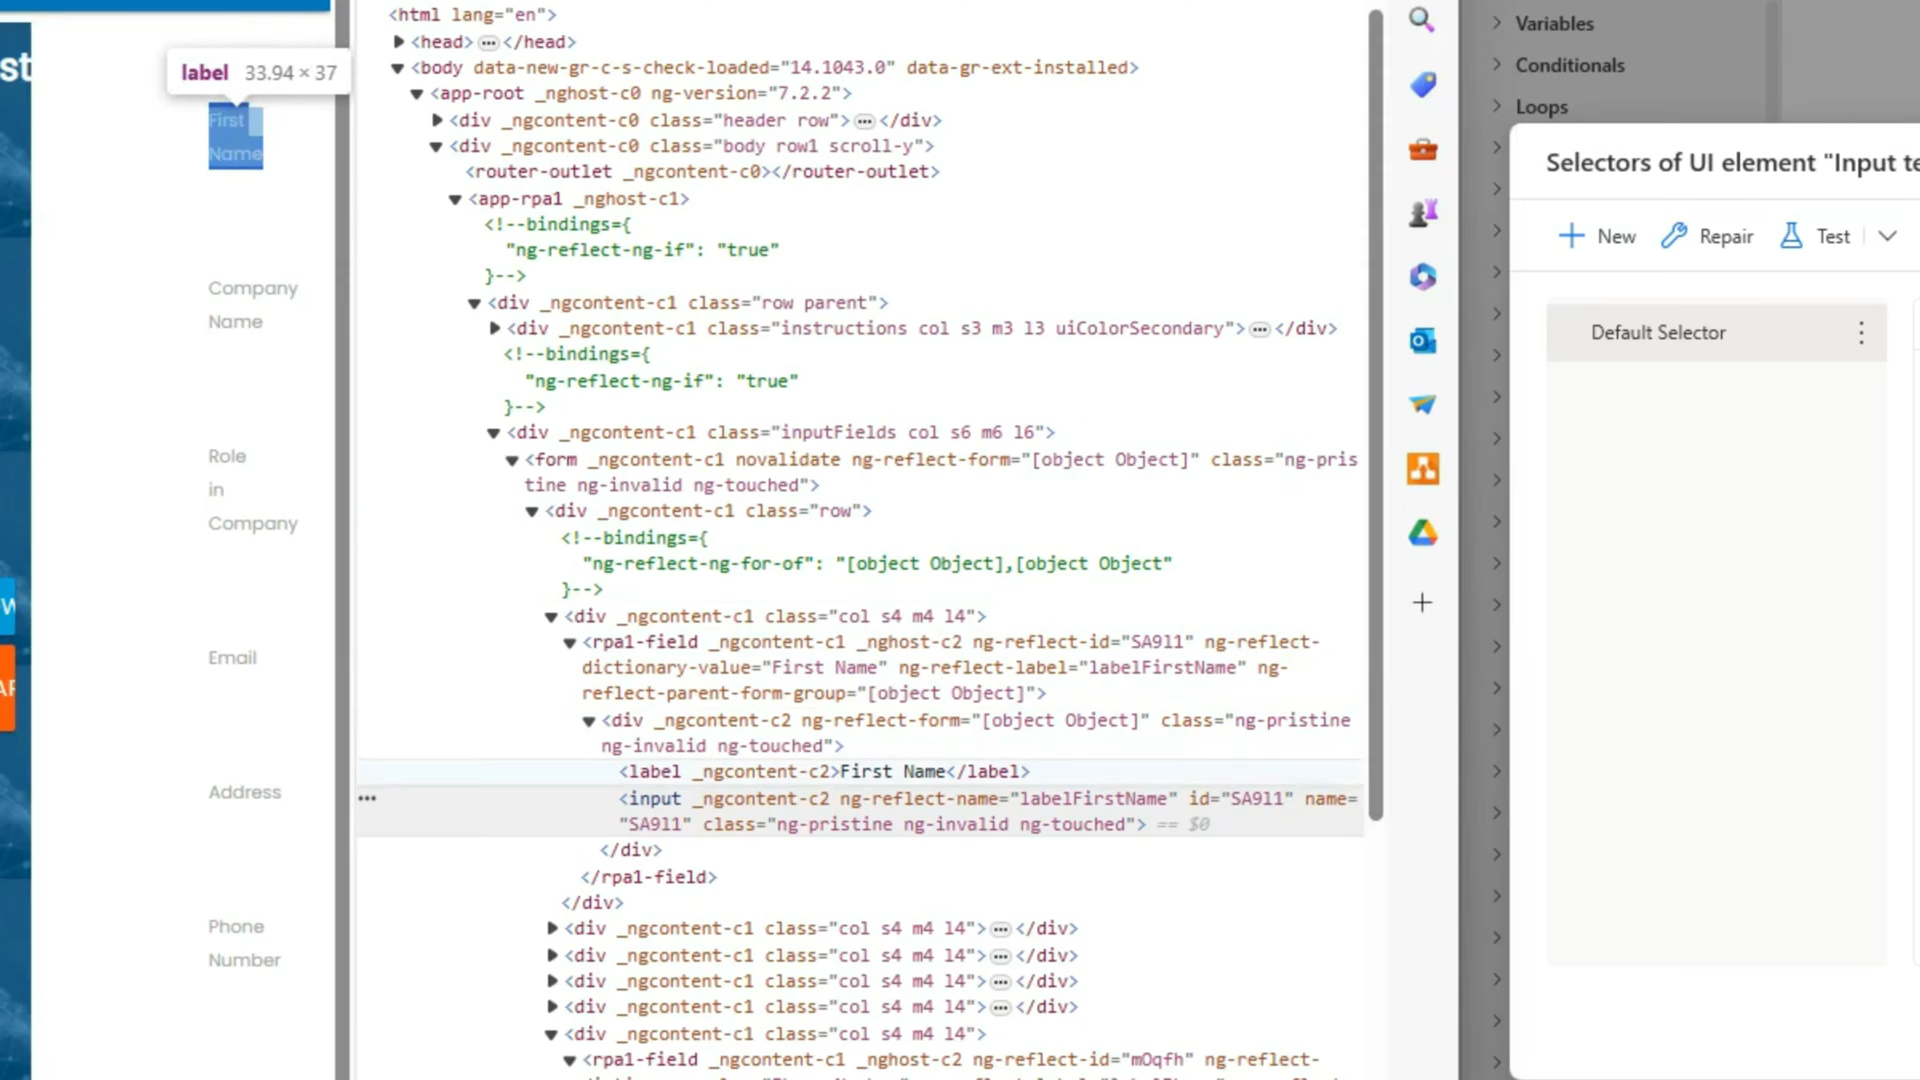 st
label 33.94 × 37
First
Name
Company
Name
Role
in
Company
Email
Address
Phone
Number
<html lang="en">
<head>…</head>
<body data-new-gr-c-s-check-loaded="14.1043.0" data-gr-ext-installed>
<app-root _nghost-c0 ng-version="7.2.2">
<div _ngcontent-c0 class="header row">…</div>
<div _ngcontent-c0 class="body row1 scroll-y">
<router-outlet _ngcontent-c0></router-outlet>
<app-rpa1 _nghost-c1>
<!--bindings={
"ng-reflect-ng-if": "true"
}-->
<div _ngcontent-c1 class="row parent">
<div _ngcontent-c1 class="instructions col s3 m3 l3 uiColorSecondary">…</div>
<!--bindings={
"ng-reflect-ng-if": "true"
}-->
<div _ngcontent-c1 class="inputFields col s6 m6 l6">
<form _ngcontent-c1 novalidate ng-reflect-form="[object Object]" class="ng-pris
tine ng-invalid ng-touched">
<div _ngcontent-c1 class="row">
<!--bindings={
"ng-reflect-ng-for-of": "[object Object],[object Object"
}-->
<div _ngcontent-c1 class="col s4 m4 l4">
<rpa1-field _ngcontent-c1 _nghost-c2 ng-reflect-id="SA9l1" ng-reflect-
dictionary-value="First Name" ng-reflect-label="labelFirstName" ng-
reflect-parent-form-group="[object Object]">
<div _ngcontent-c2 ng-reflect-form="[object Object]" class="ng-pristine
ng-invalid ng-touched">
<label _ngcontent-c2>First Name</label>
<input _ngcontent-c2 ng-reflect-name="labelFirstName" id="SA9l1" name=
"SA9l1" class="ng-pristine ng-invalid ng-touched"> == $0
</div>
</rpa1-field>
</div>
<div _ngcontent-c1 class="col s4 m4 l4">…</div>
<div _ngcontent-c1 class="col s4 m4 l4">…</div>
<div _ngcontent-c1 class="col s4 m4 l4">…</div>
<div _ngcontent-c1 class="col s4 m4 l4">…</div>
<div _ngcontent-c1 class="col s4 m4 l4">
<rpa1-field _ngcontent-c1 _nghost-c2 ng-reflect-id="mOqfh" ng-reflect-
Variables
Conditionals
Loops
Selectors of UI element "Input te
New Repair Test
Default Selector